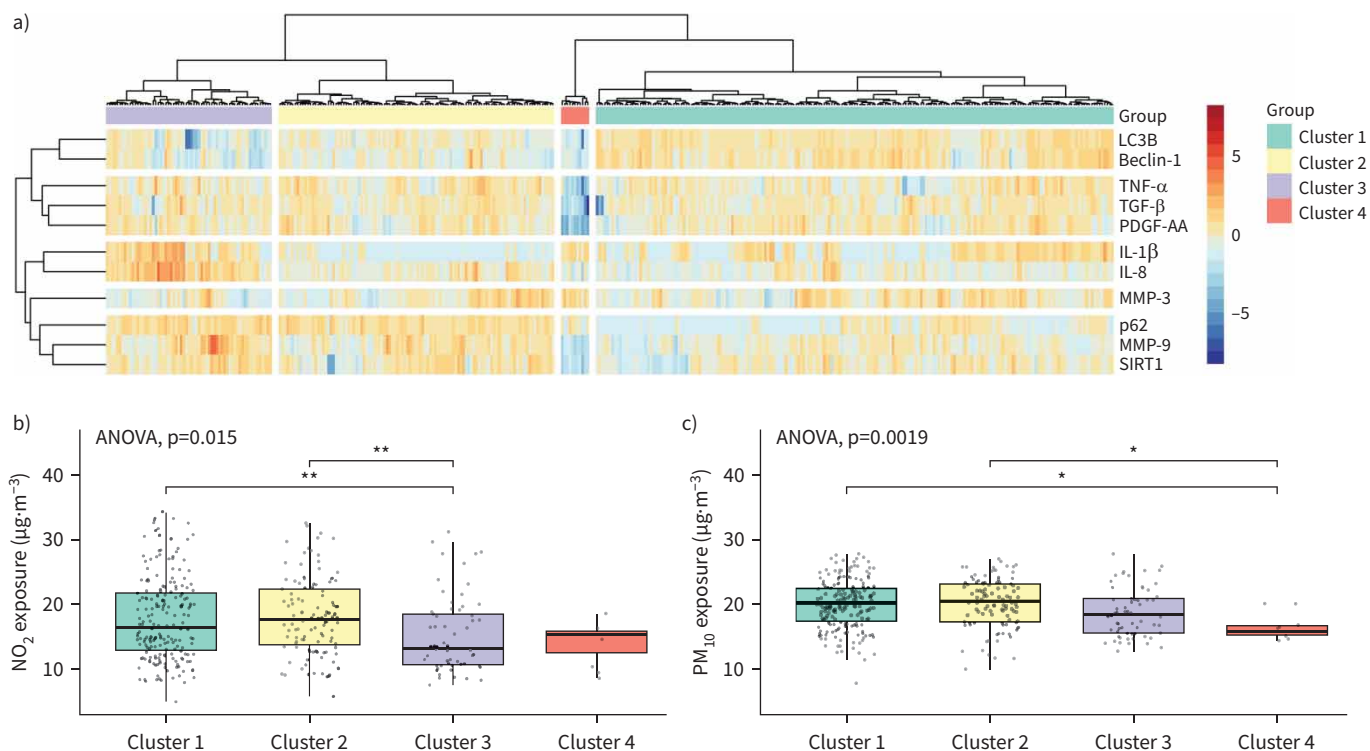 a)
Group
LC3B
Beclin-1
TNF-α
TGF-β
PDGF-AA
IL-1β
IL-8
MMP-3
p62
MMP-9
SIRT1
5
0
−5
Group
Cluster 1
Cluster 2
Cluster 3
Cluster 4
b)
ANOVA, p=0.015
**
**
NO2 exposure (µg·m−3)
40
30
20
10
Cluster 1
Cluster 2
Cluster 3
Cluster 4
c)
ANOVA, p=0.0019
*
*
PM10 exposure (µg·m−3)
40
30
20
10
Cluster 1
Cluster 2
Cluster 3
Cluster 4